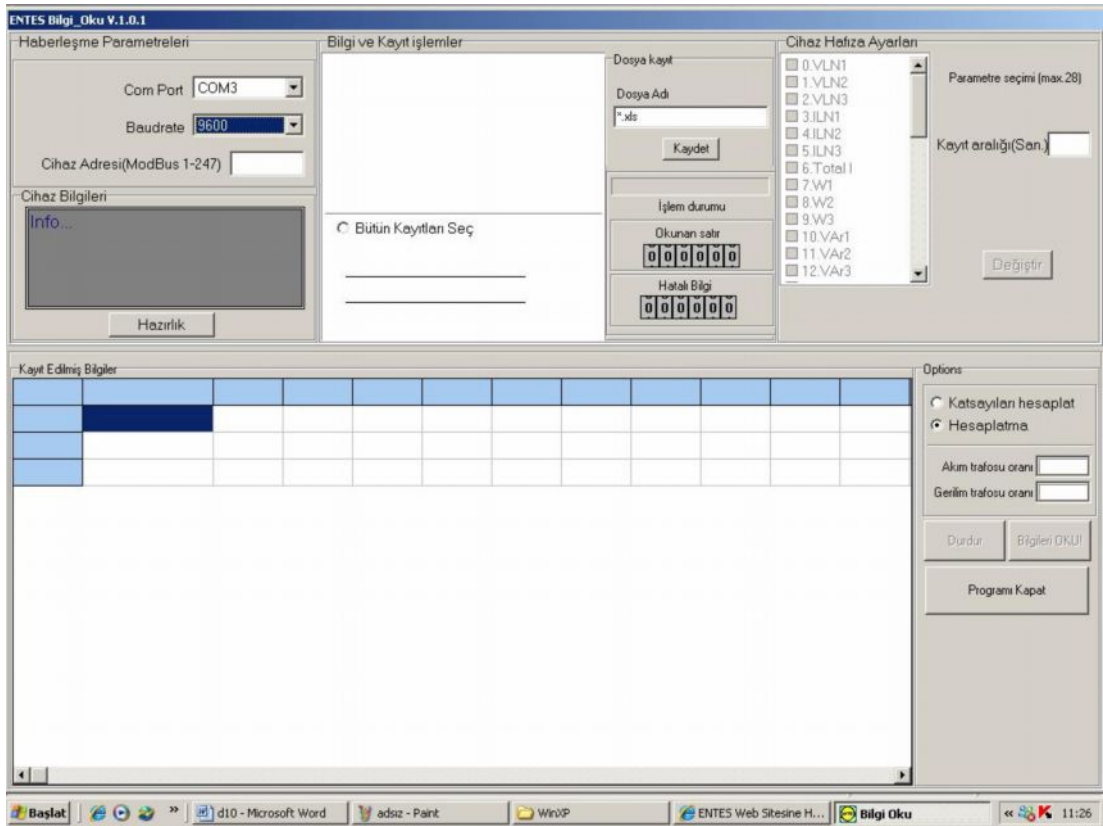 ENTES Bilgi_Oku V.1.0.1
Haberleşme Parametreleri
Com Port COM3
Baudrate 9600
Cihaz Adresi(ModBus 1-247)
Cihaz Bilgileri
Info...
Hazırlık
Bilgi ve Kayıt işlemler
Bütün Kayıtları Seç
Dosya kayıt
Dosya Adı
*.xls
Kaydet
İşlem durumu
Okunan satır
000000
Hatalı Bilgi
000000
Cihaz Hafıza Ayarları
0.VLN1
1.VLN2
2.VLN3
3.ILN1
4.ILN2
5.ILN3
6.Total I
7.W1
8.W2
9.W3
10.VAr1
11.VAr2
12.VAr3
Parametre seçimi (max.28)
Kayıt aralığı(San.)
Değiştir
Kayıt Edilmiş Bilgiler
Options
Katsayıları hesaplat
Hesaplatma
Akım trafosu oranı
Gerilim trafosu oranı
Durdur
Bilgileri OKU!
Programı Kapat
Başlat
d10 - Microsoft Word
adsız - Paint
WinXP
ENTES Web Sitesine H...
Bilgi Oku
11:26